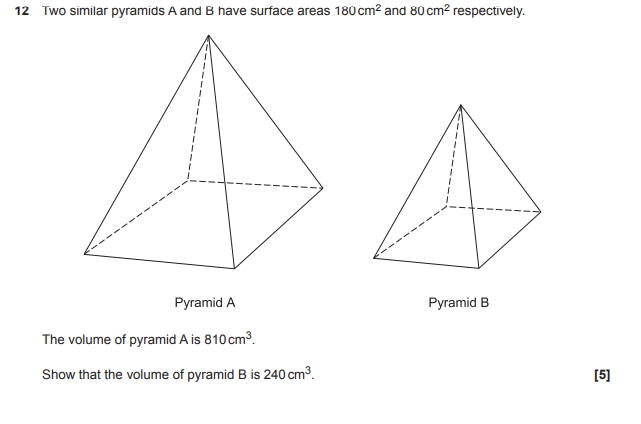 12 Two similar pyramids A and B have surface areas 180 cm² and 80 cm² respectively.
Pyramid A
Pyramid B
The volume of pyramid A is 810 cm³.
Show that the volume of pyramid B is 240 cm³.
[5]